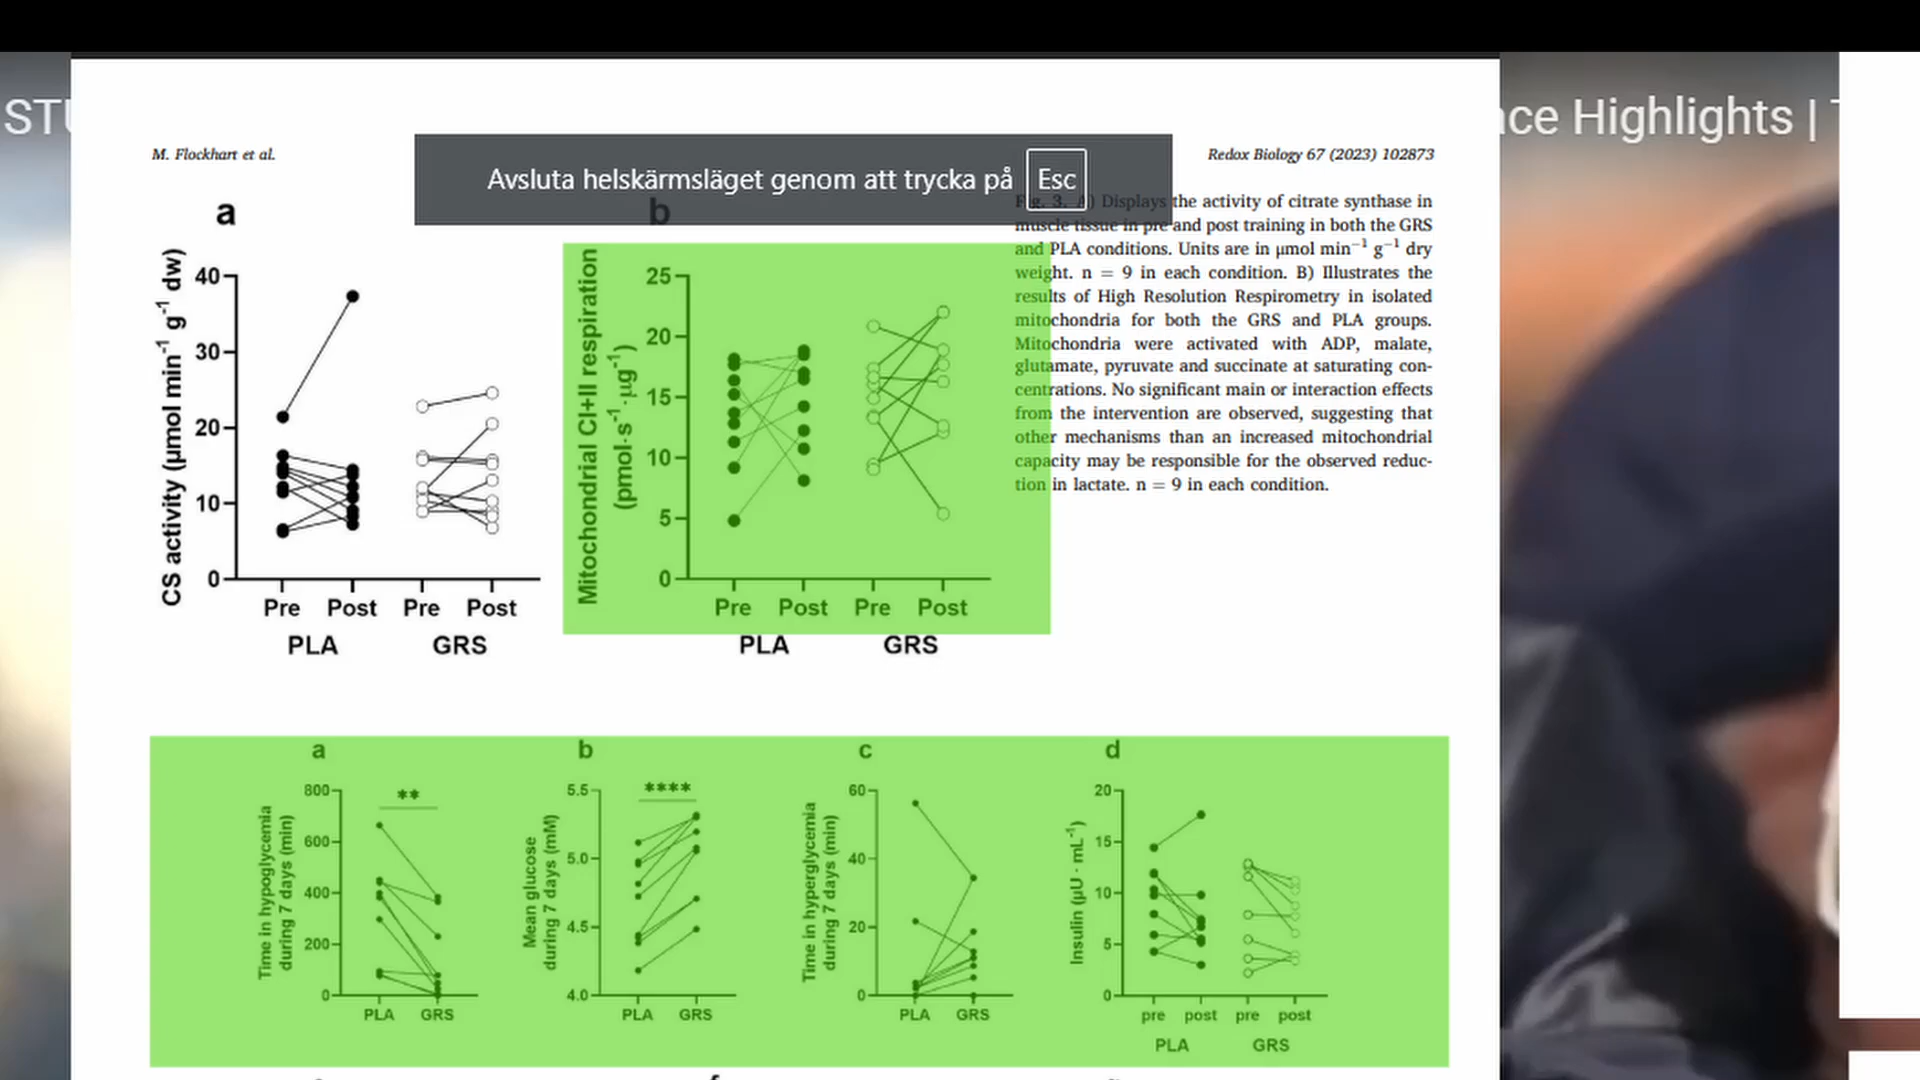 STU
nce Highlights |
M. Flockhart et al.
Avsluta helskärmsläget genom att trycka på Esc
Redox Biology 67 (2023) 102873
a
CS activity (μmol min⁻¹ g⁻¹ dw)
40
30
20
10
0
Pre Post Pre Post
PLA GRS
b
Mitochondrial CI+II respiration
(pmol·s⁻¹·μg⁻¹)
25
20
15
10
5
0
Pre Post Pre Post
PLA GRS
Fig. 3. A) Displays the activity of citrate synthase in
muscle tissue in pre and post training in both the GRS
and PLA conditions. Units are in μmol min⁻¹ g⁻¹ dry
weight. n = 9 in each condition. B) Illustrates the
results of High Resolution Respirometry in isolated
mitochondria for both the GRS and PLA groups.
Mitochondria were activated with ADP, malate,
glutamate, pyruvate and succinate at saturating con-
centrations. No significant main or interaction effects
from the intervention are observed, suggesting that
other mechanisms than an increased mitochondrial
capacity may be responsible for the observed reduc-
tion in lactate. n = 9 in each condition.
a
Time in hypoglycemia
during 7 days (min)
800
600
400
200
0
**
PLA GRS
b
Mean glucose
during 7 days (mM)
5.5
5.0
4.5
4.0
****
PLA GRS
c
Time in hyperglycemia
during 7 days (min)
60
40
20
0
PLA GRS
d
Insulin (μU · mL⁻¹)
20
15
10
5
0
pre post pre post
PLA GRS